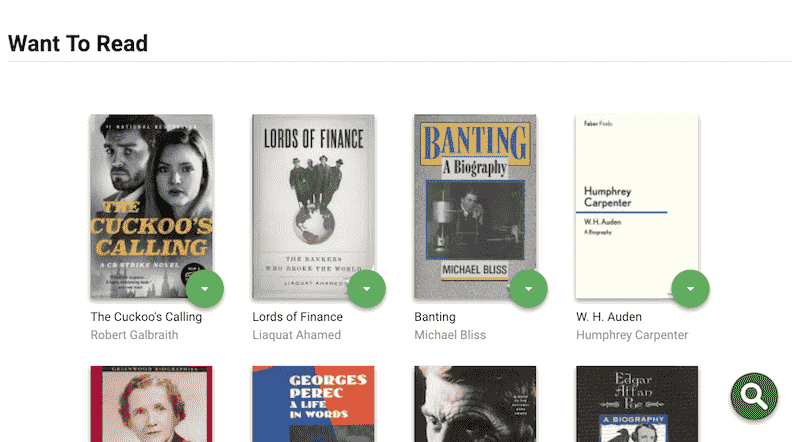 Want To Read
#1 NATIONAL BESTSELLER
THE
CUCKOO'S
CALLING
A CB STRIKE NOVEL
LORDS OF FINANCE
THE BANKERS
WHO BROKE THE WORLD
LIAQUAT AHAMED
BANTING
A Biography
MICHAEL BLISS
Faber Finds
Humphrey
Carpenter
W. H. Auden
A Biography
The Cuckoo's Calling
Robert Galbraith
Lords of Finance
Liaquat Ahamed
Banting
Michael Bliss
W. H. Auden
Humphrey Carpenter
GREENWOOD BIOGRAPHIES
GEORGES
PEREC
A LIFE
IN WORDS
Edgar
Allan
Poe
A BIOGRAPHY